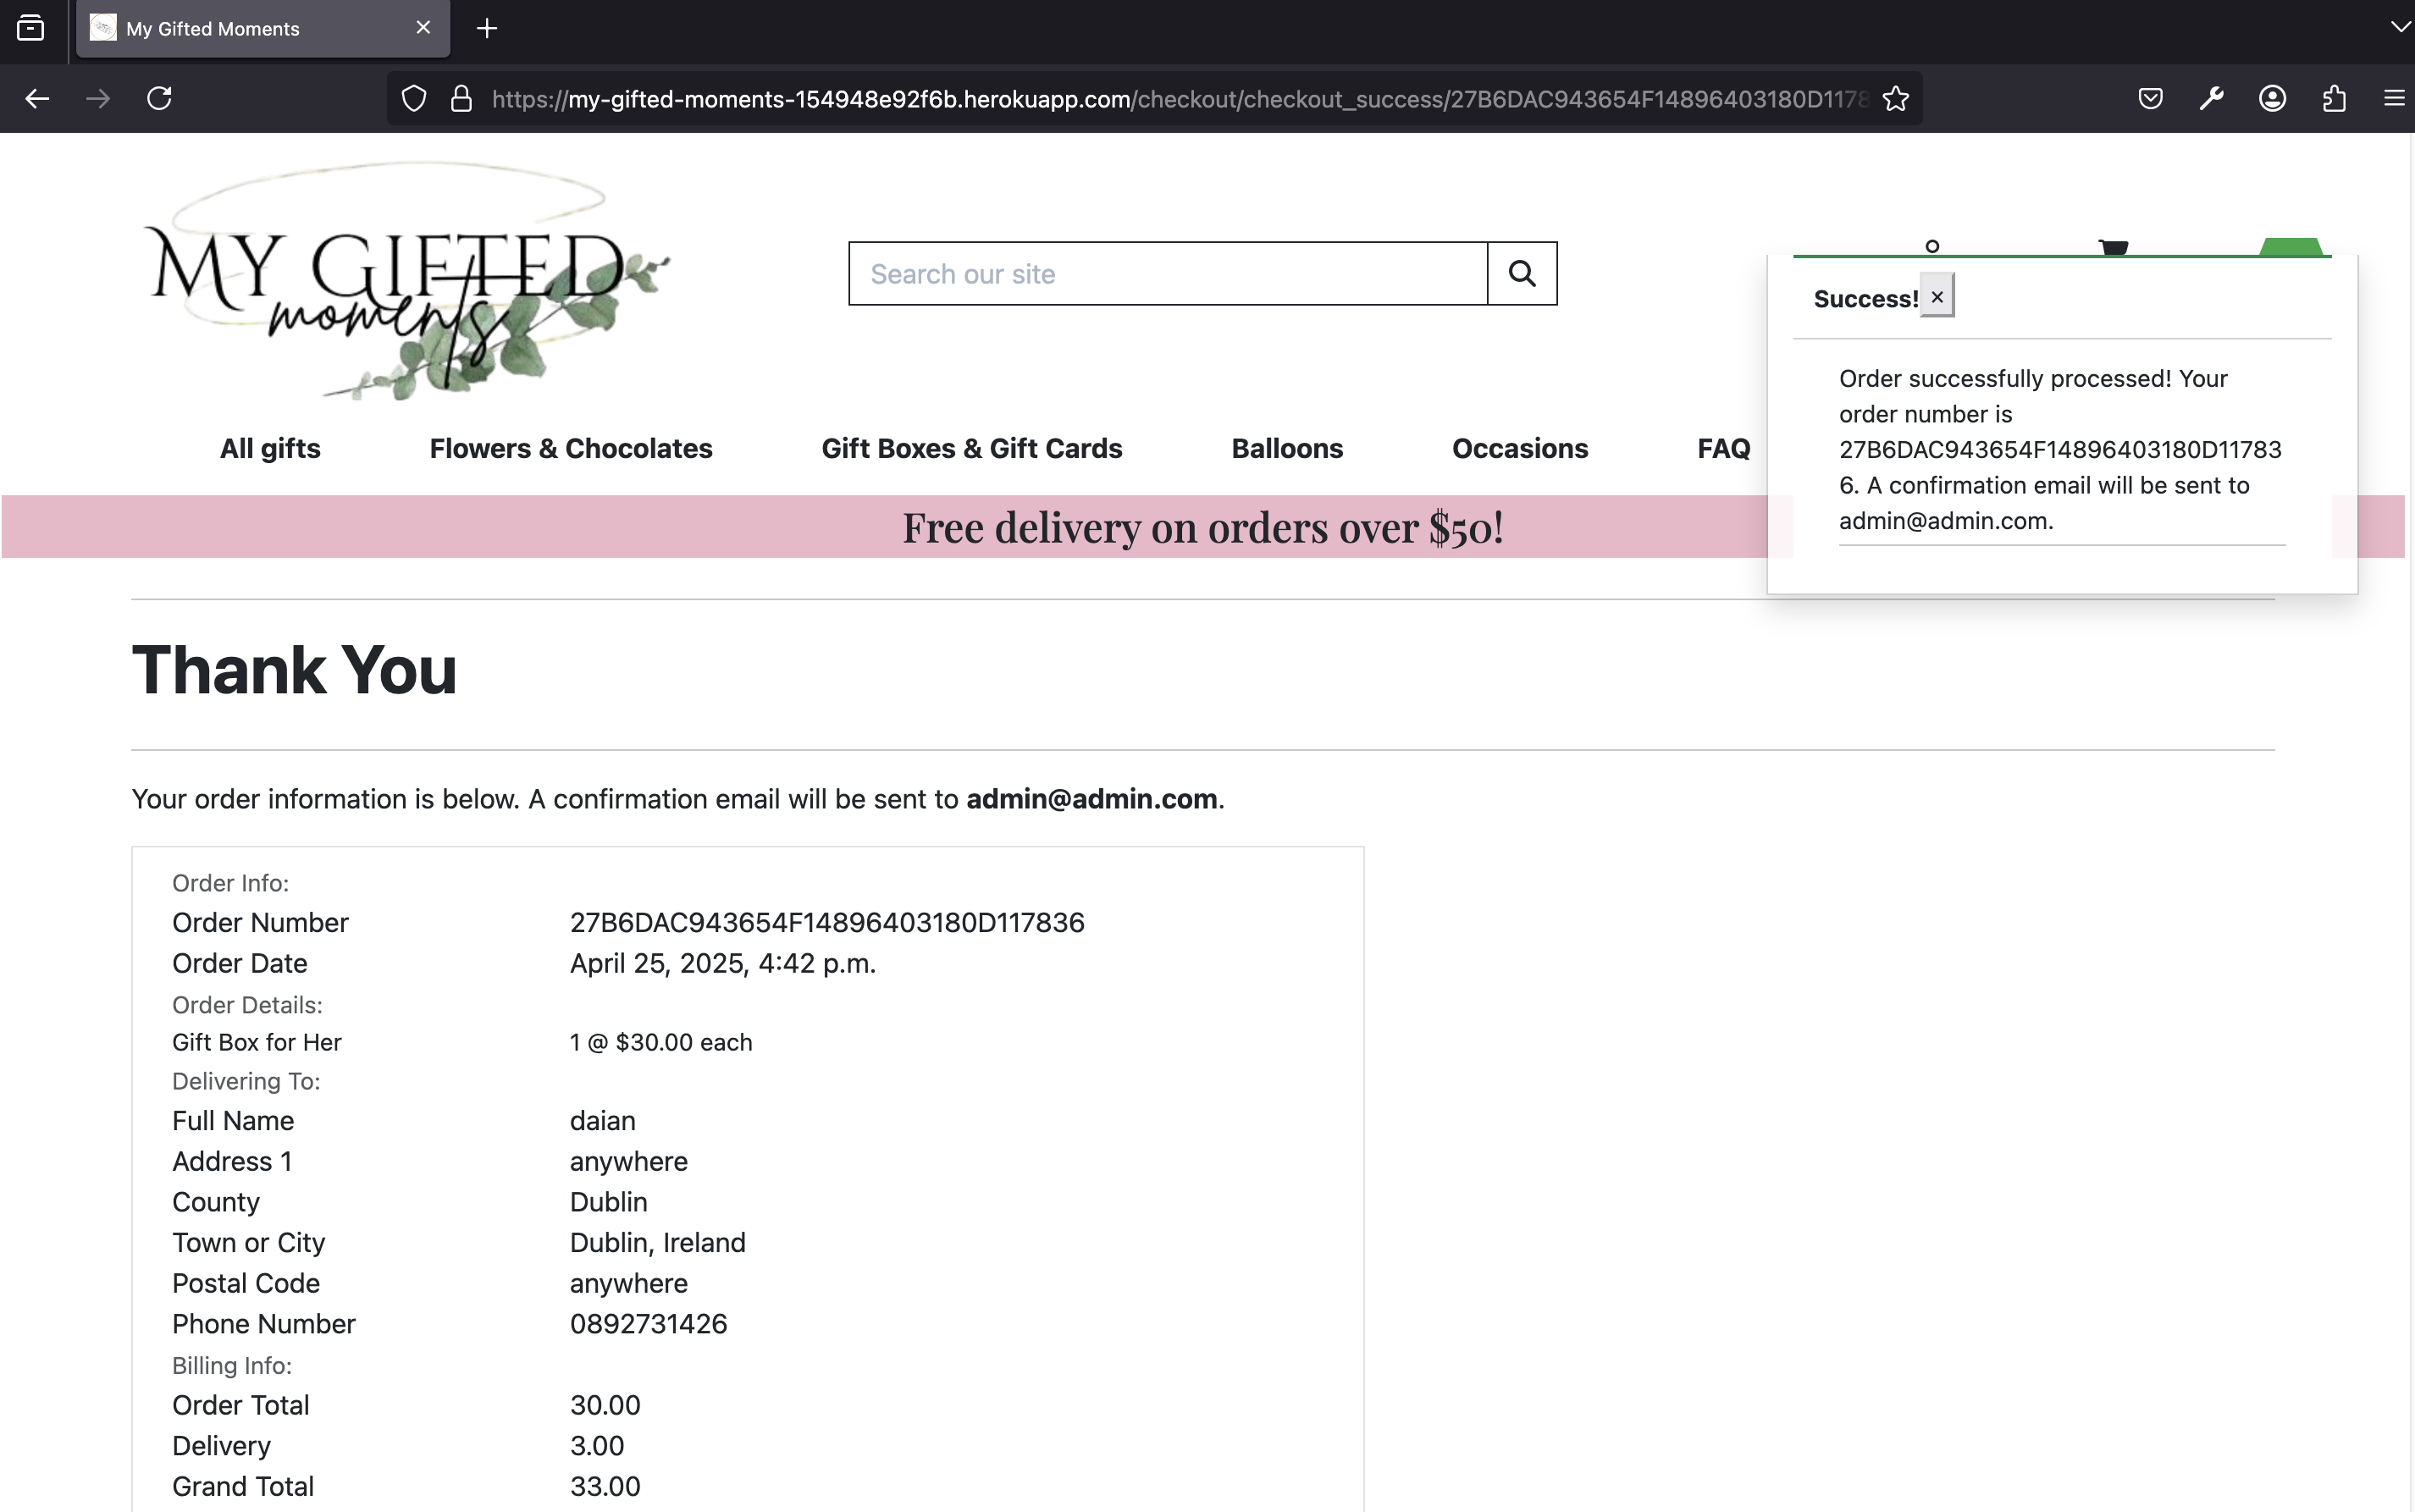 My Gifted Moments
https://my-gifted-moments-154948e92f6b.herokuapp.com/checkout/checkout_success/27B6DAC943654F14896403180D1178
MY GIFTED
moments
Search our site
Success! ×
Order successfully processed! Your
order number is
27B6DAC943654F14896403180D11783
6. A confirmation email will be sent to
admin@admin.com.
All gifts
Flowers & Chocolates
Gift Boxes & Gift Cards
Balloons
Occasions
FAQ
Free delivery on orders over $50!
Thank You
Your order information is below. A confirmation email will be sent to admin@admin.com.
Order Info:
Order Number 27B6DAC943654F14896403180D117836
Order Date April 25, 2025, 4:42 p.m.
Order Details:
Gift Box for Her 1 @ $30.00 each
Delivering To:
Full Name daian
Address 1 anywhere
County Dublin
Town or City Dublin, Ireland
Postal Code anywhere
Phone Number 0892731426
Billing Info:
Order Total 30.00
Delivery 3.00
Grand Total 33.00